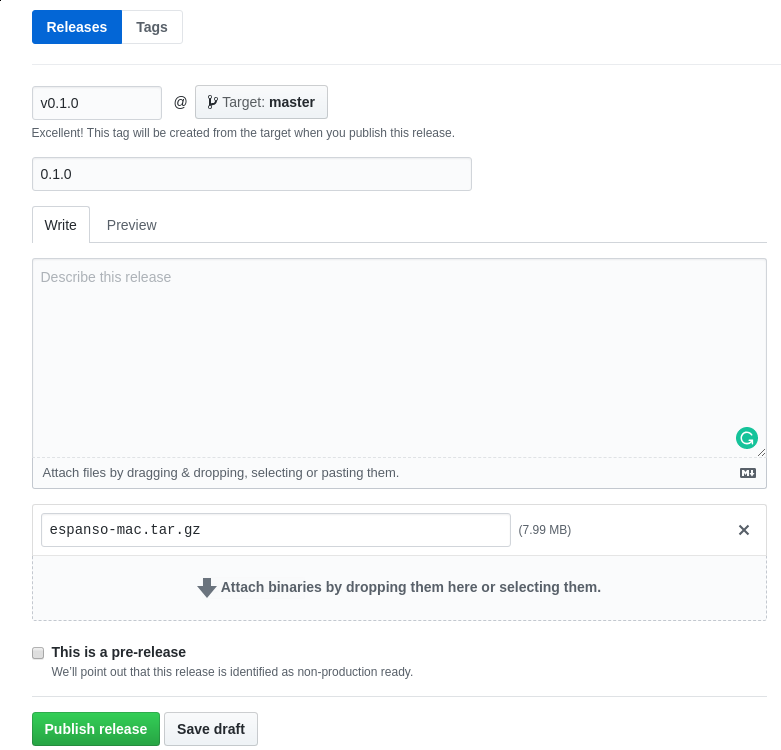 Releases Tags
v0.1.0 @ Target: master
Excellent! This tag will be created from the target when you publish this release.
0.1.0
Write Preview
Describe this release
Attach files by dragging & dropping, selecting or pasting them.
espanso-mac.tar.gz (7.99 MB)
Attach binaries by dropping them here or selecting them.
This is a pre-release
We’ll point out that this release is identified as non-production ready.
Publish release Save draft